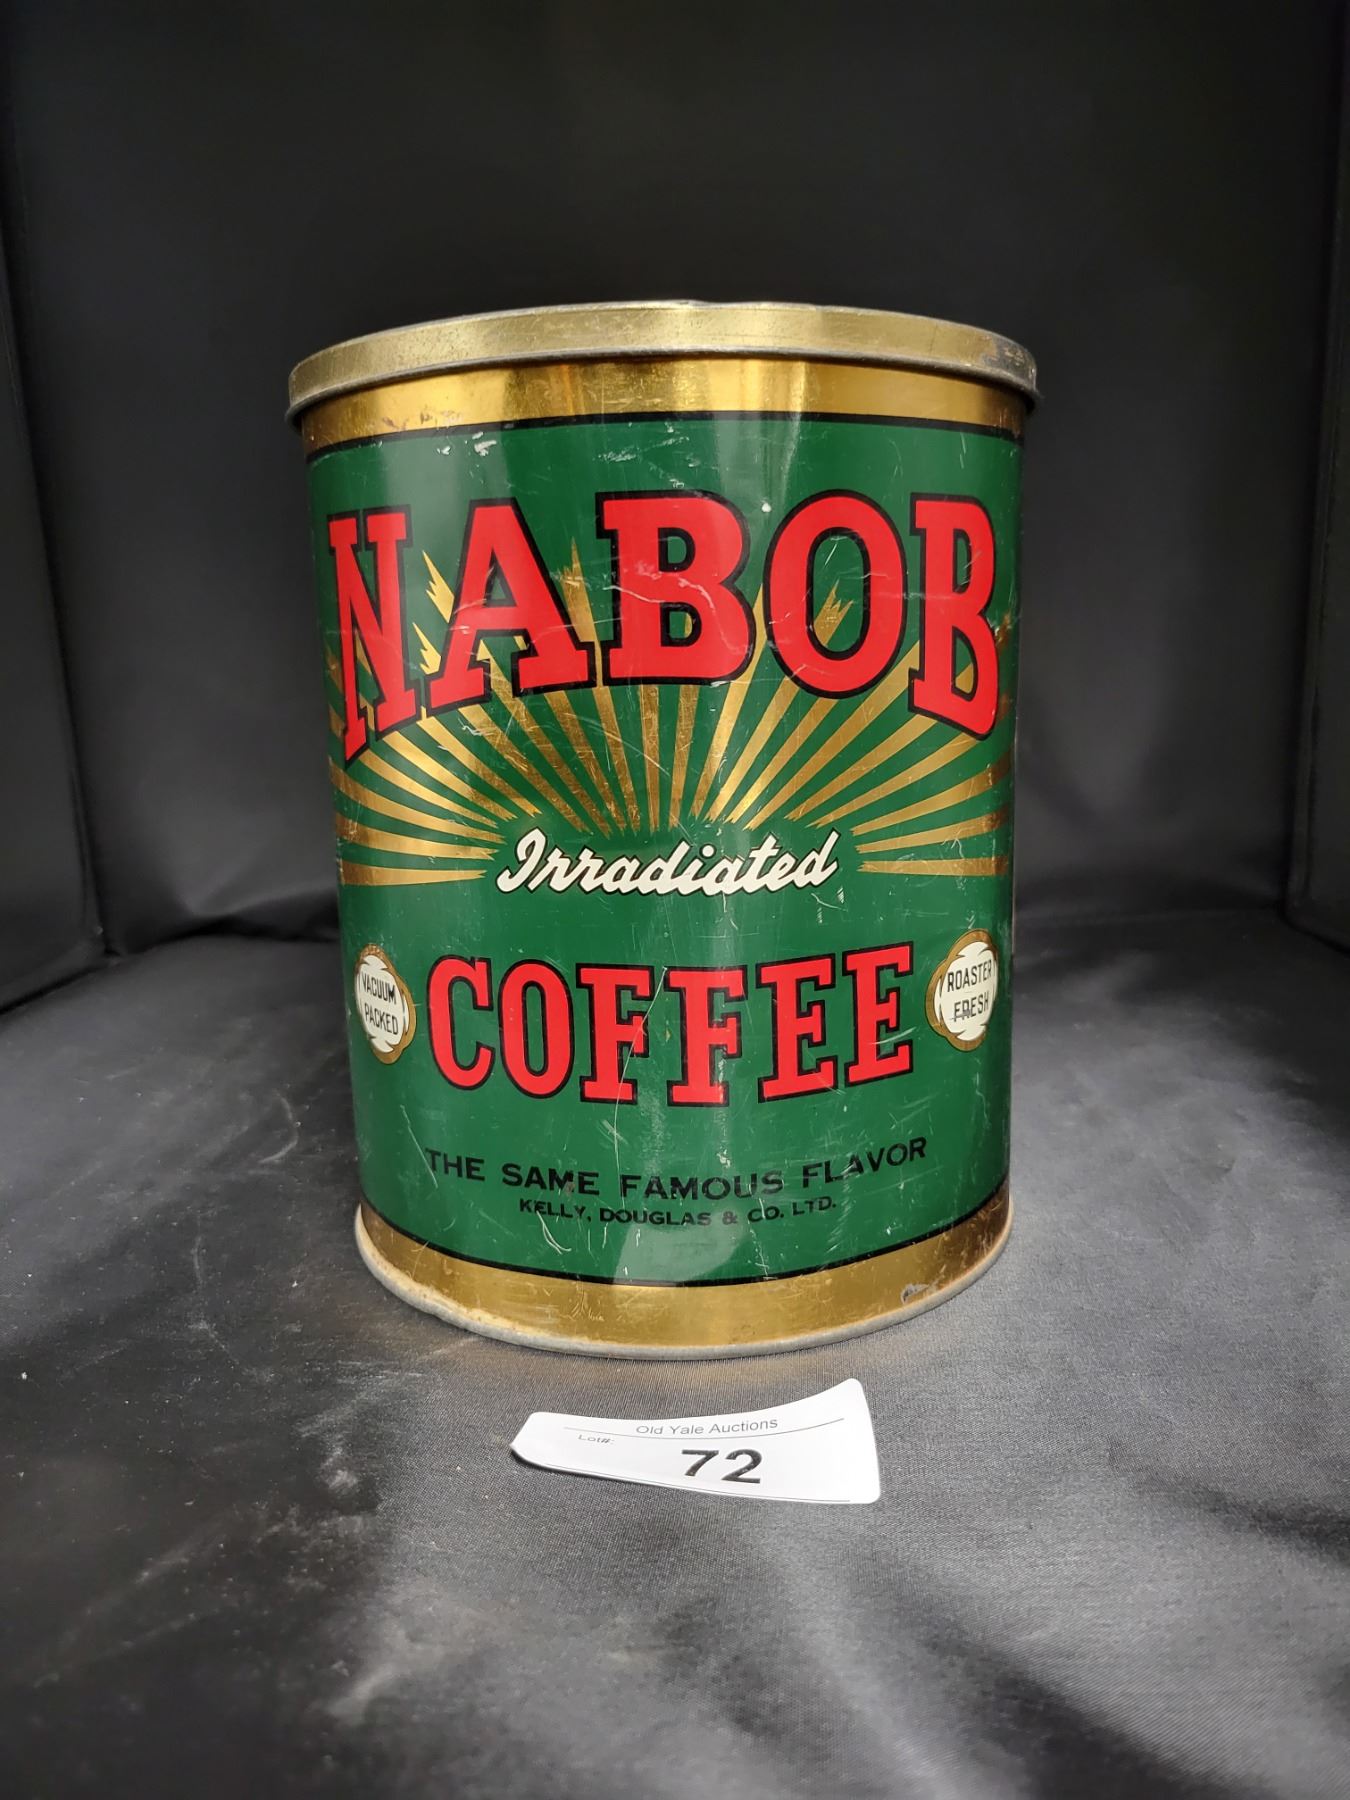 NABOB
Irradiated
COFFEE
VACUUM
PACKED
ROASTER
FRESH
THE SAME FAMOUS FLAVOR
KELLY, DOUGLAS & CO. LTD.
Old Yale Auctions
Lot#:
72